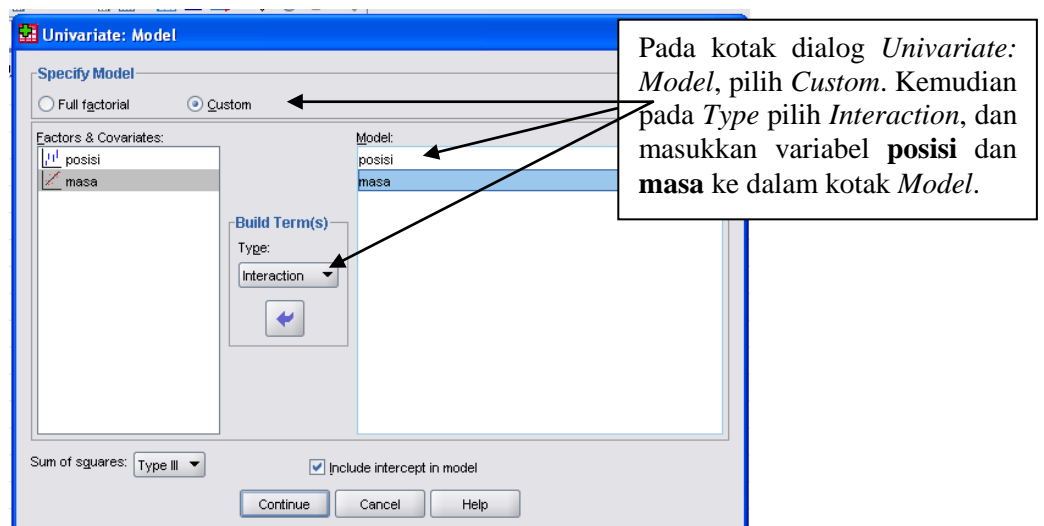 Univariate: Model
Specify Model
Full factorial
Custom
Factors & Covariates:
posisi
masa
Build Term(s)
Type:
Interaction
Model:
posisi
masa
Sum of squares:
Type III
Include intercept in model
Continue
Cancel
Help
Pada kotak dialog Univariate:
Model, pilih Custom. Kemudian
pada Type pilih Interaction, dan
masukkan variabel posisi dan
masa ke dalam kotak Model.